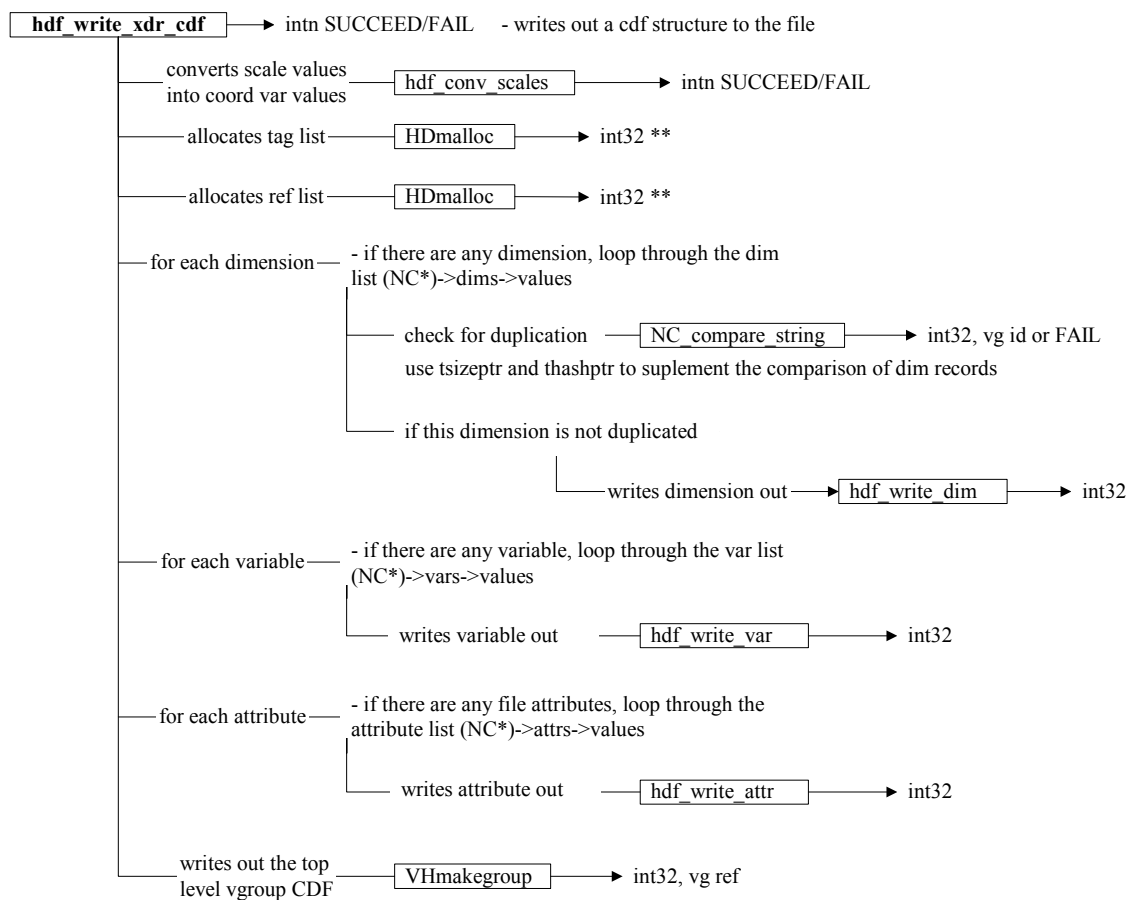 hdf_write_xdr_cdf intn SUCCEED/FAIL - writes out a cdf structure to the file
converts scale values
into coord var values
hdf_conv_scales intn SUCCEED/FAIL
allocates tag list HDmalloc int32 **
allocates ref list HDmalloc int32 **
for each dimension
- if there are any dimension, loop through the dim
list (NC*)->dims->values
check for duplication NC_compare_string int32, vg id or FAIL
use tsizeptr and thashptr to suplement the comparison of dim records
if this dimension is not duplicated
writes dimension out hdf_write_dim int32
for each variable
- if there are any variable, loop through the var list
(NC*)->vars->values
writes variable out hdf_write_var int32
for each attribute
- if there are any file attributes, loop through the
attribute list (NC*)->attrs->values
writes attribute out hdf_write_attr int32
writes out the top
level vgroup CDF
VHmakegroup int32, vg ref